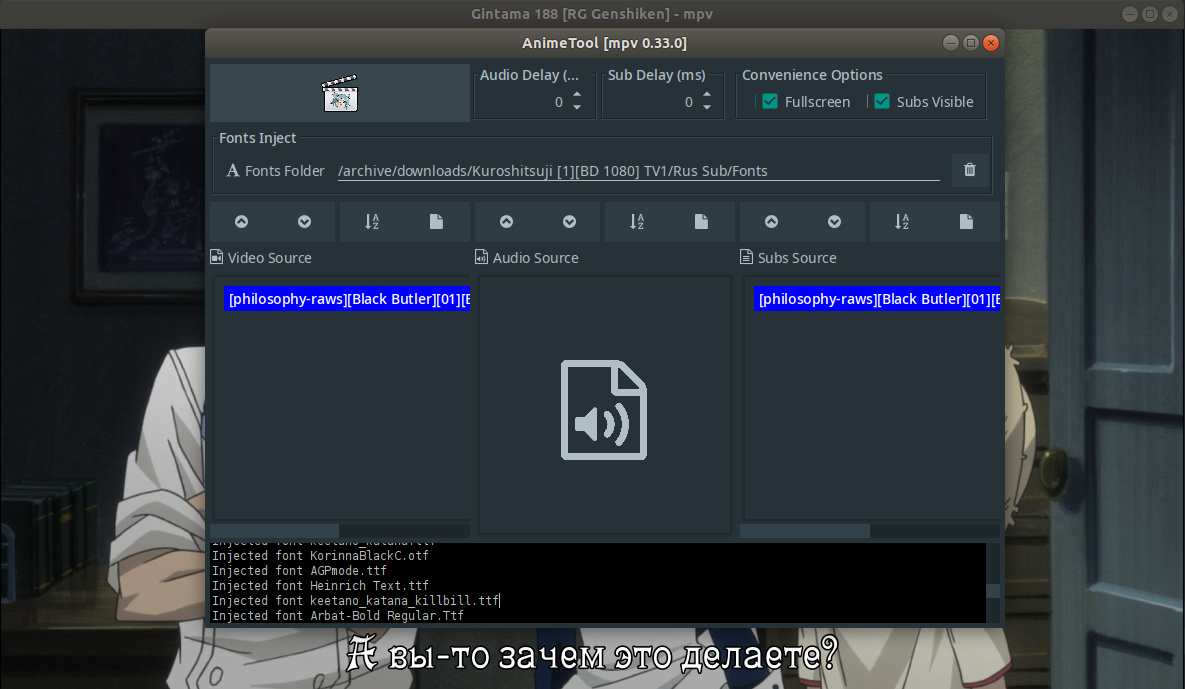 Gintama 188 [RG Genshiken] - mpv
AnimeTool [mpv 0.33.0]
Audio Delay (...
Sub Delay (ms)
Convenience Options
0
0
Fullscreen
Subs Visible
Fonts Inject
Fonts Folder
/archive/downloads/Kuroshitsuji [1][BD 1080] TV1/Rus Sub/Fonts
Video Source
Audio Source
Subs Source
[philosophy-raws][Black Butler][01][B
[philosophy-raws][Black Butler][01][B
Injected font keetano_katana.ttf
Injected font KorinnaBlackC.otf
Injected font AGPmode.ttf
Injected font Heinrich Text.ttf
Injected font keetano_katana_killbill.ttf
Injected font Arbat-Bold Regular.Ttf
А вы-то зачем это делаете?